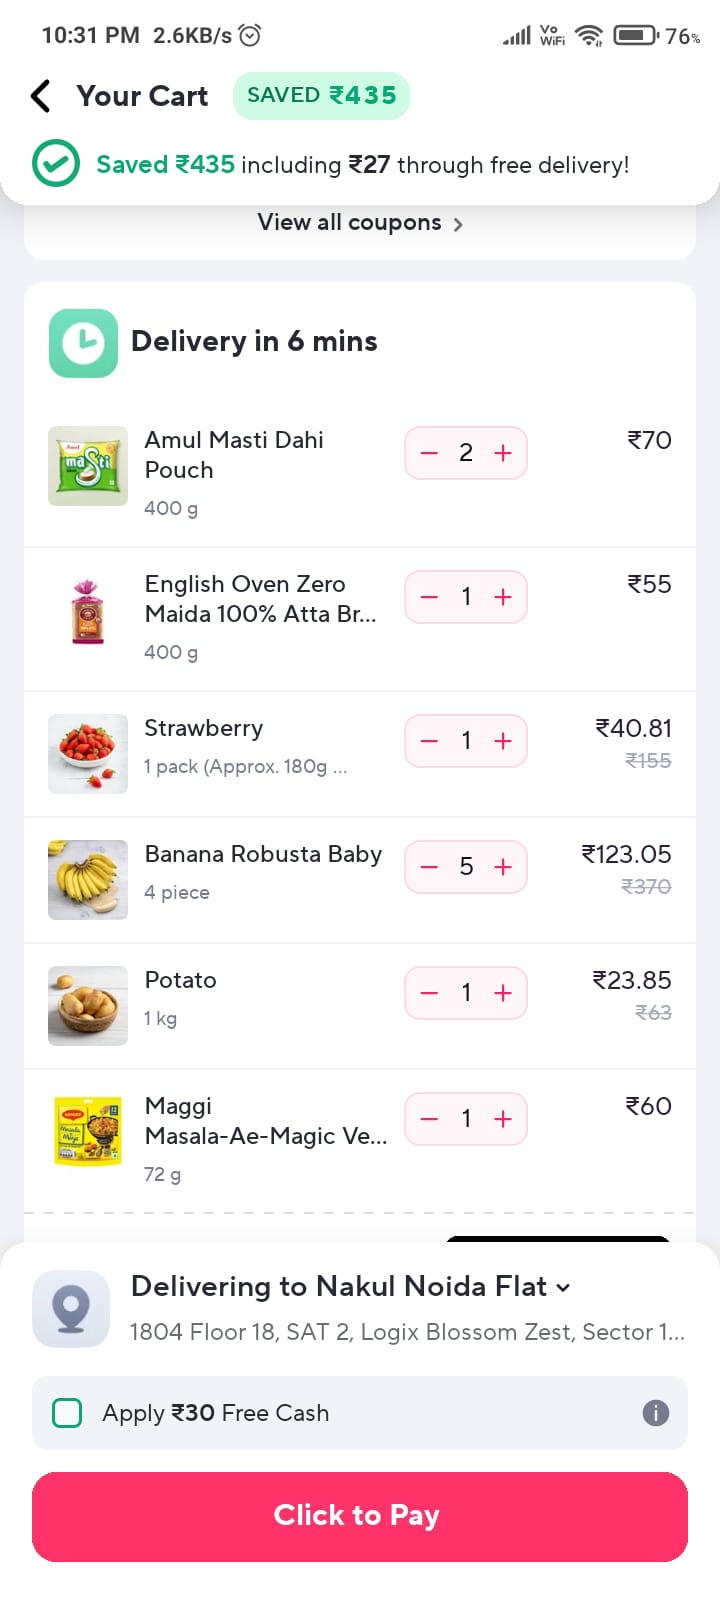 10:31 PM 2.6KB/s
Vo WiFi 76%
Your Cart SAVED ₹435
Saved ₹435 including ₹27 through free delivery!
View all coupons
Delivery in 6 mins
Amul Masti Dahi
Pouch
400 g
2
₹70
English Oven Zero
Maida 100% Atta Br...
400 g
1
₹55
Strawberry
1 pack (Approx. 180g ...
1
₹40.81
₹155
Banana Robusta Baby
4 piece
5
₹123.05
₹370
Potato
1 kg
1
₹23.85
₹63
Maggi
Masala-Ae-Magic Ve...
72 g
1
₹60
Delivering to Nakul Noida Flat
1804 Floor 18, SAT 2, Logix Blossom Zest, Sector 1...
Apply ₹30 Free Cash
Click to Pay